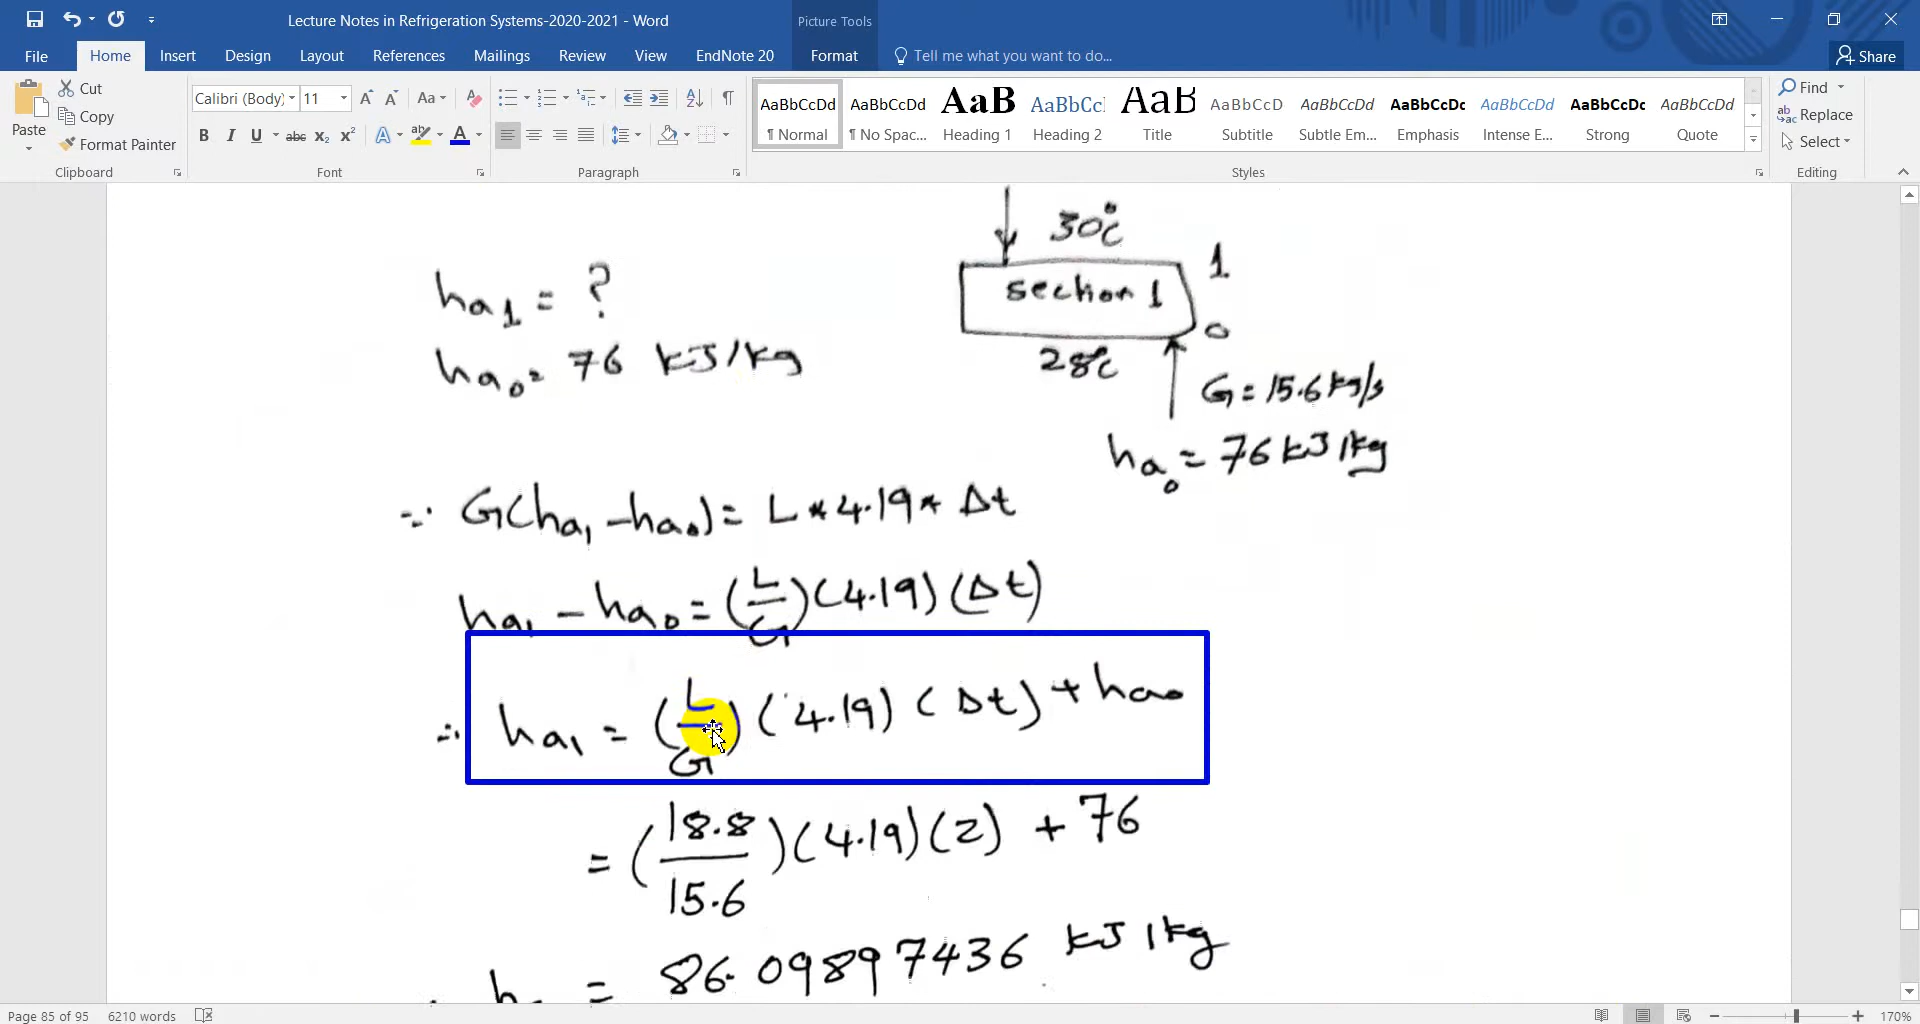 Lecture Notes in Refrigeration Systems-2020-2021 - Word
Picture Tools
File Home Insert Design Layout References Mailings Review View EndNote 20 Format Tell me what you want to do... Share
Paste
Cut
Copy
Format Painter
Calibri (Body) 11
AaBbCcDd AaBbCcDd AaBbCc AaBbCcI AaB AaBbCcD AaBbCcDd AaBbCcDc AaBbCcDd AaBbCcDc AaBbCcDd
¶ Normal ¶ No Spac... Heading 1 Heading 2 Title Subtitle Subtle Em... Emphasis Intense E... Strong Quote
Find
Replace
Select
Clipboard Font Paragraph Styles Editing
30°c
section 1
1
0
28°c
G = 15.6 kg/s
ha₀ = 76 kJ/kg
ha₁ = ?
ha₀ = 76 kJ/kg
∵ G(ha₁ - ha₀) = L * 4.19 * Δt
ha₁ - ha₀ = (L/G)(4.19)(Δt)
∴ ha₁ = (L/G)(4.19)(Δt) + ha₀
= (18.8/15.6)(4.19)(2) + 76
= 86.09897436 kJ/kg
Page 85 of 95 6210 words 170%